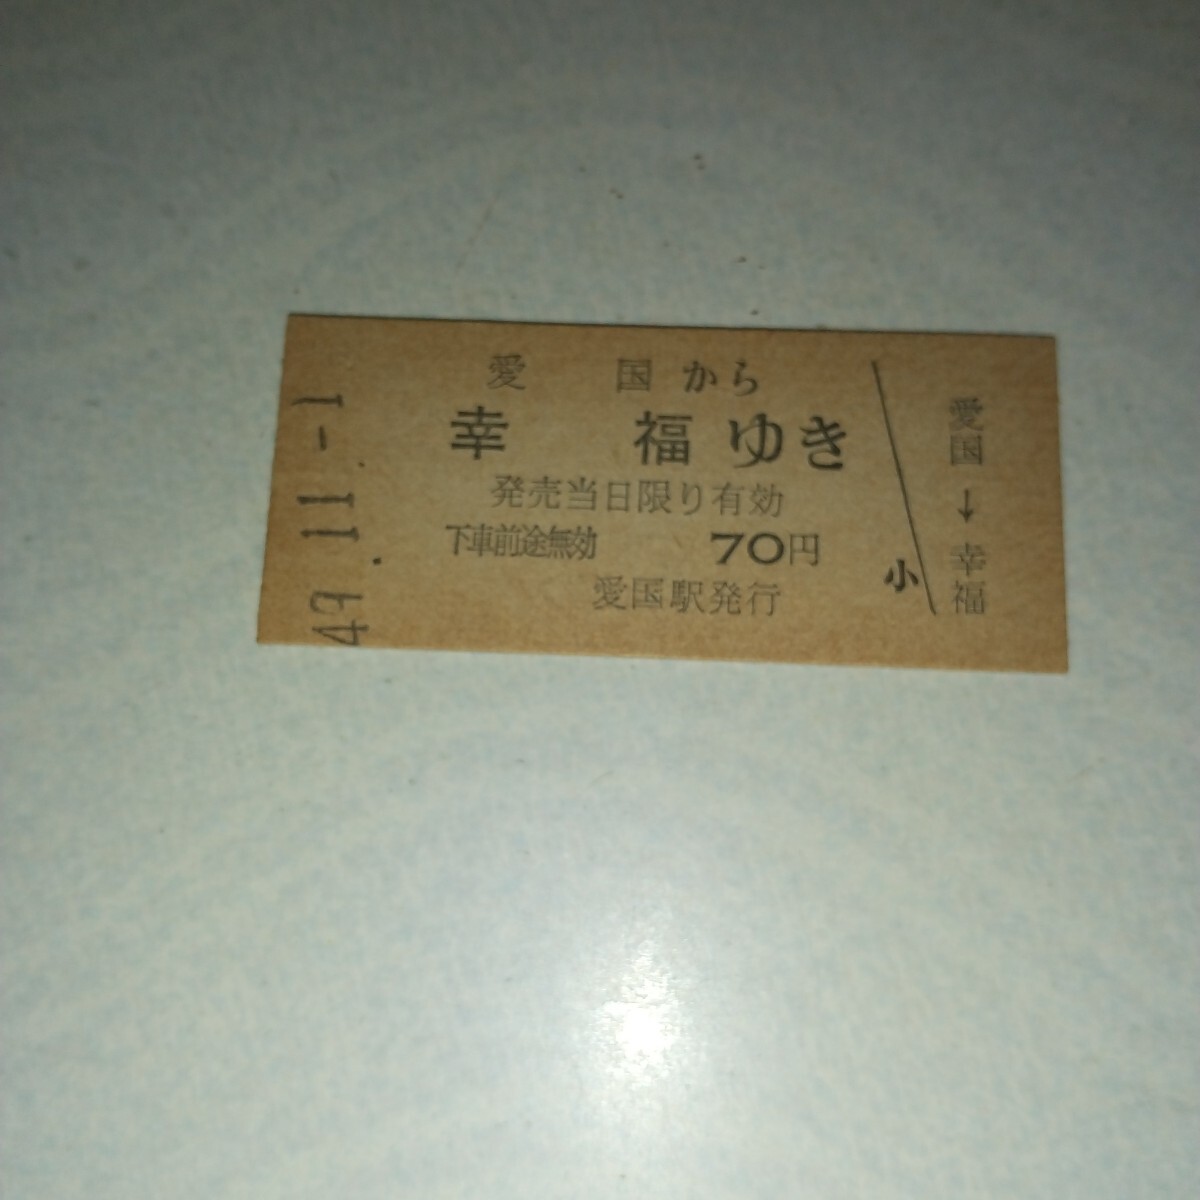 49.11.-1
愛国から
幸福ゆき
発売当日限り有効
下車前途無効 70円
愛国駅発行
小
愛国→幸福